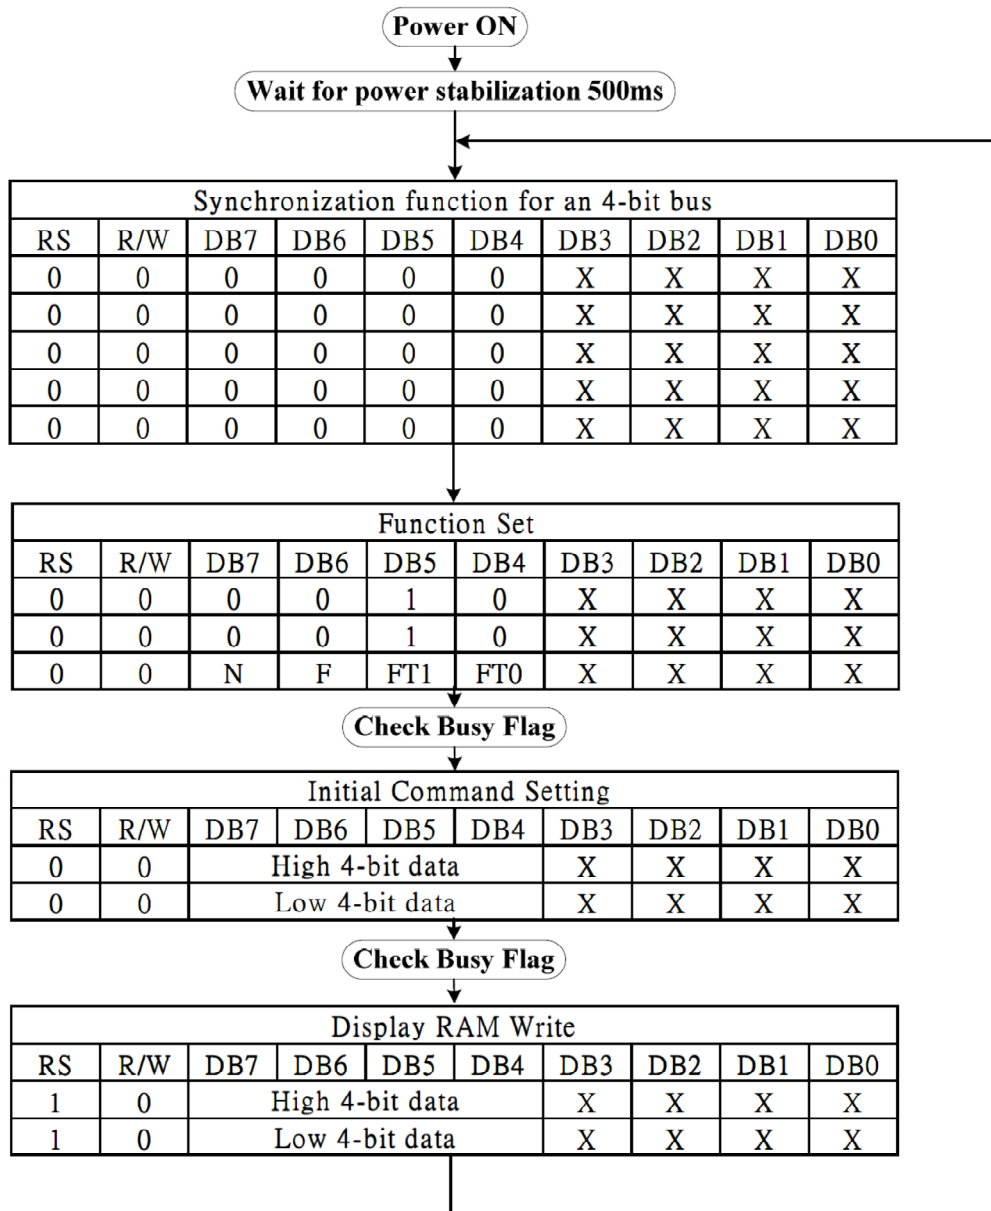 Power ON
Wait for power stabilization 500ms
Synchronization function for an 4-bit bus
RS R/W DB7 DB6 DB5 DB4 DB3 DB2 DB1 DB0
0 0 0 0 0 0 X X X X
0 0 0 0 0 0 X X X X
0 0 0 0 0 0 X X X X
0 0 0 0 0 0 X X X X
0 0 0 0 0 0 X X X X
Function Set
RS R/W DB7 DB6 DB5 DB4 DB3 DB2 DB1 DB0
0 0 0 0 1 0 X X X X
0 0 0 0 1 0 X X X X
0 0 N F FT1 FT0 X X X X
Check Busy Flag
Initial Command Setting
RS R/W DB7 DB6 DB5 DB4 DB3 DB2 DB1 DB0
0 0 High 4-bit data X X X X
0 0 Low 4-bit data X X X X
Check Busy Flag
Display RAM Write
RS R/W DB7 DB6 DB5 DB4 DB3 DB2 DB1 DB0
1 0 High 4-bit data X X X X
1 0 Low 4-bit data X X X X